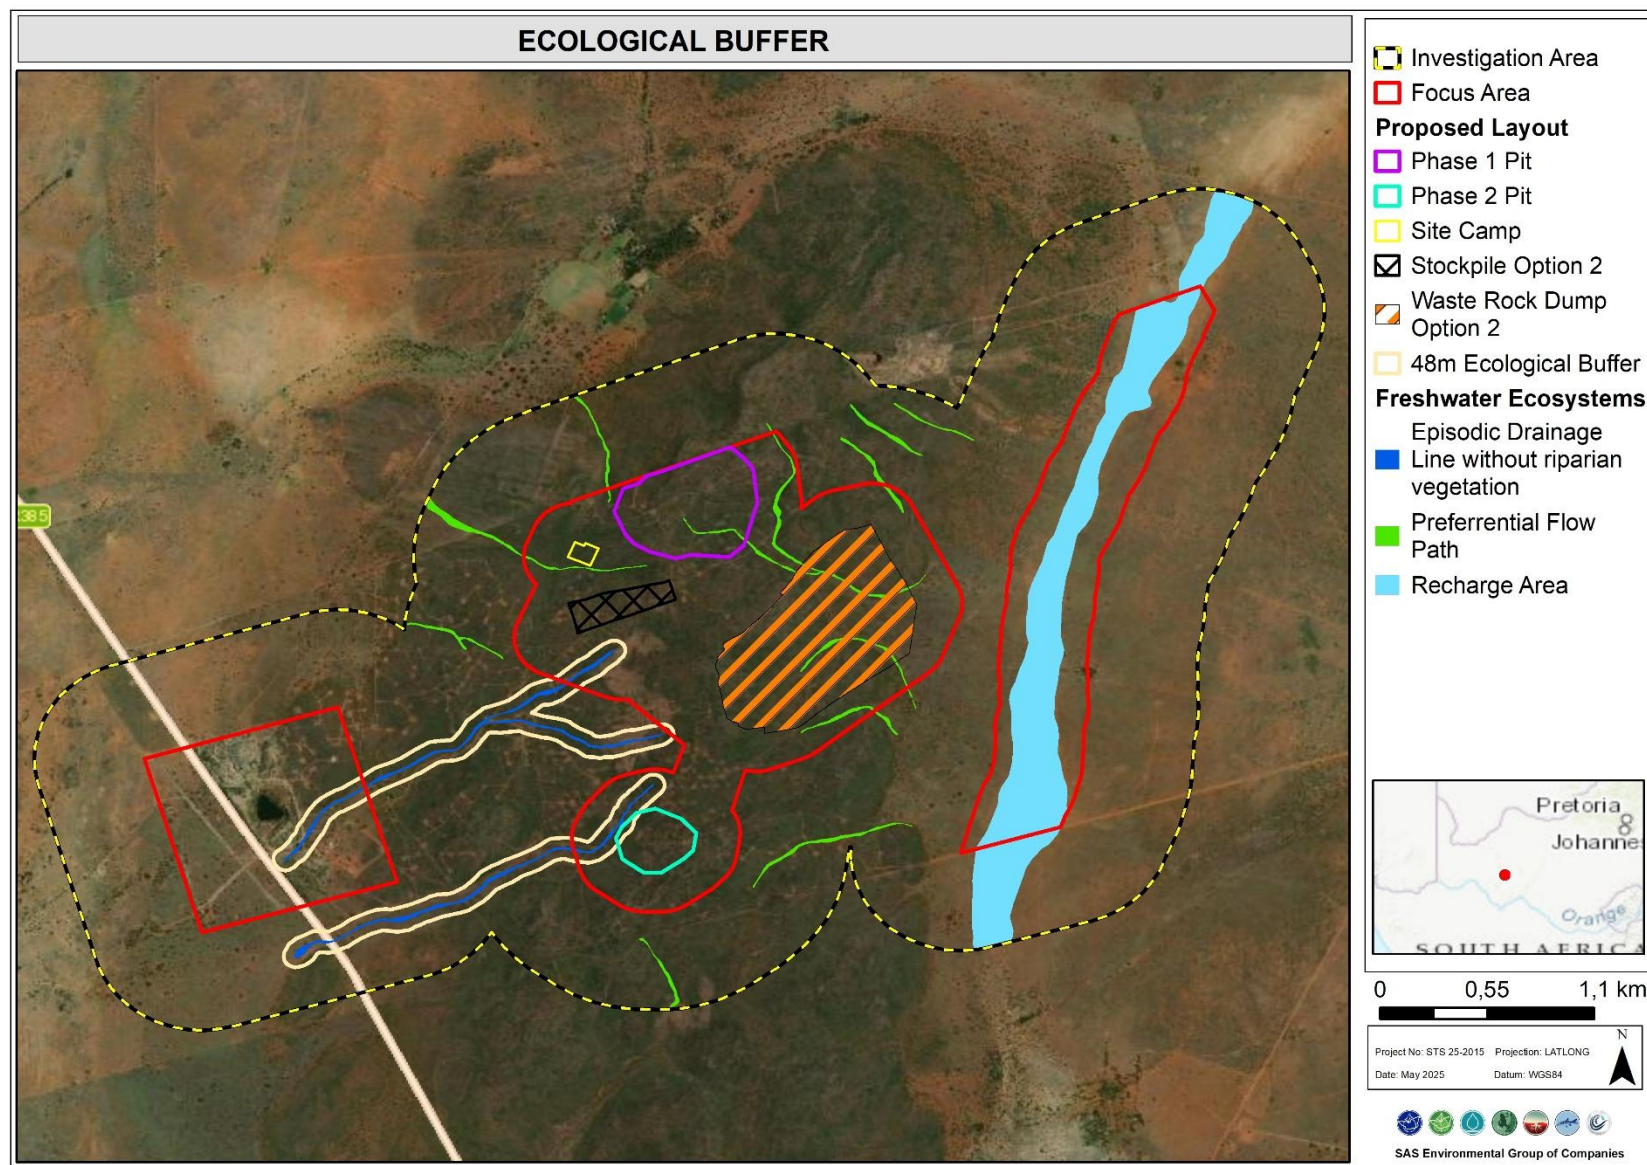 ECOLOGICAL BUFFER
385
Investigation Area
Focus Area
Proposed Layout
Phase 1 Pit
Phase 2 Pit
Site Camp
Stockpile Option 2
Waste Rock Dump
Option 2
48m Ecological Buffer
Freshwater Ecosystems
Episodic Drainage
Line without riparian
vegetation
Preferrential Flow
Path
Recharge Area
Pretoria
Johannes
Orange
SOUTH AFRICA
0 0,55 1,1 km
Project No: STS 25-2015 Projection: LATLONG
Date: May 2025 Datum: WGS84
N
SAS Environmental Group of Companies